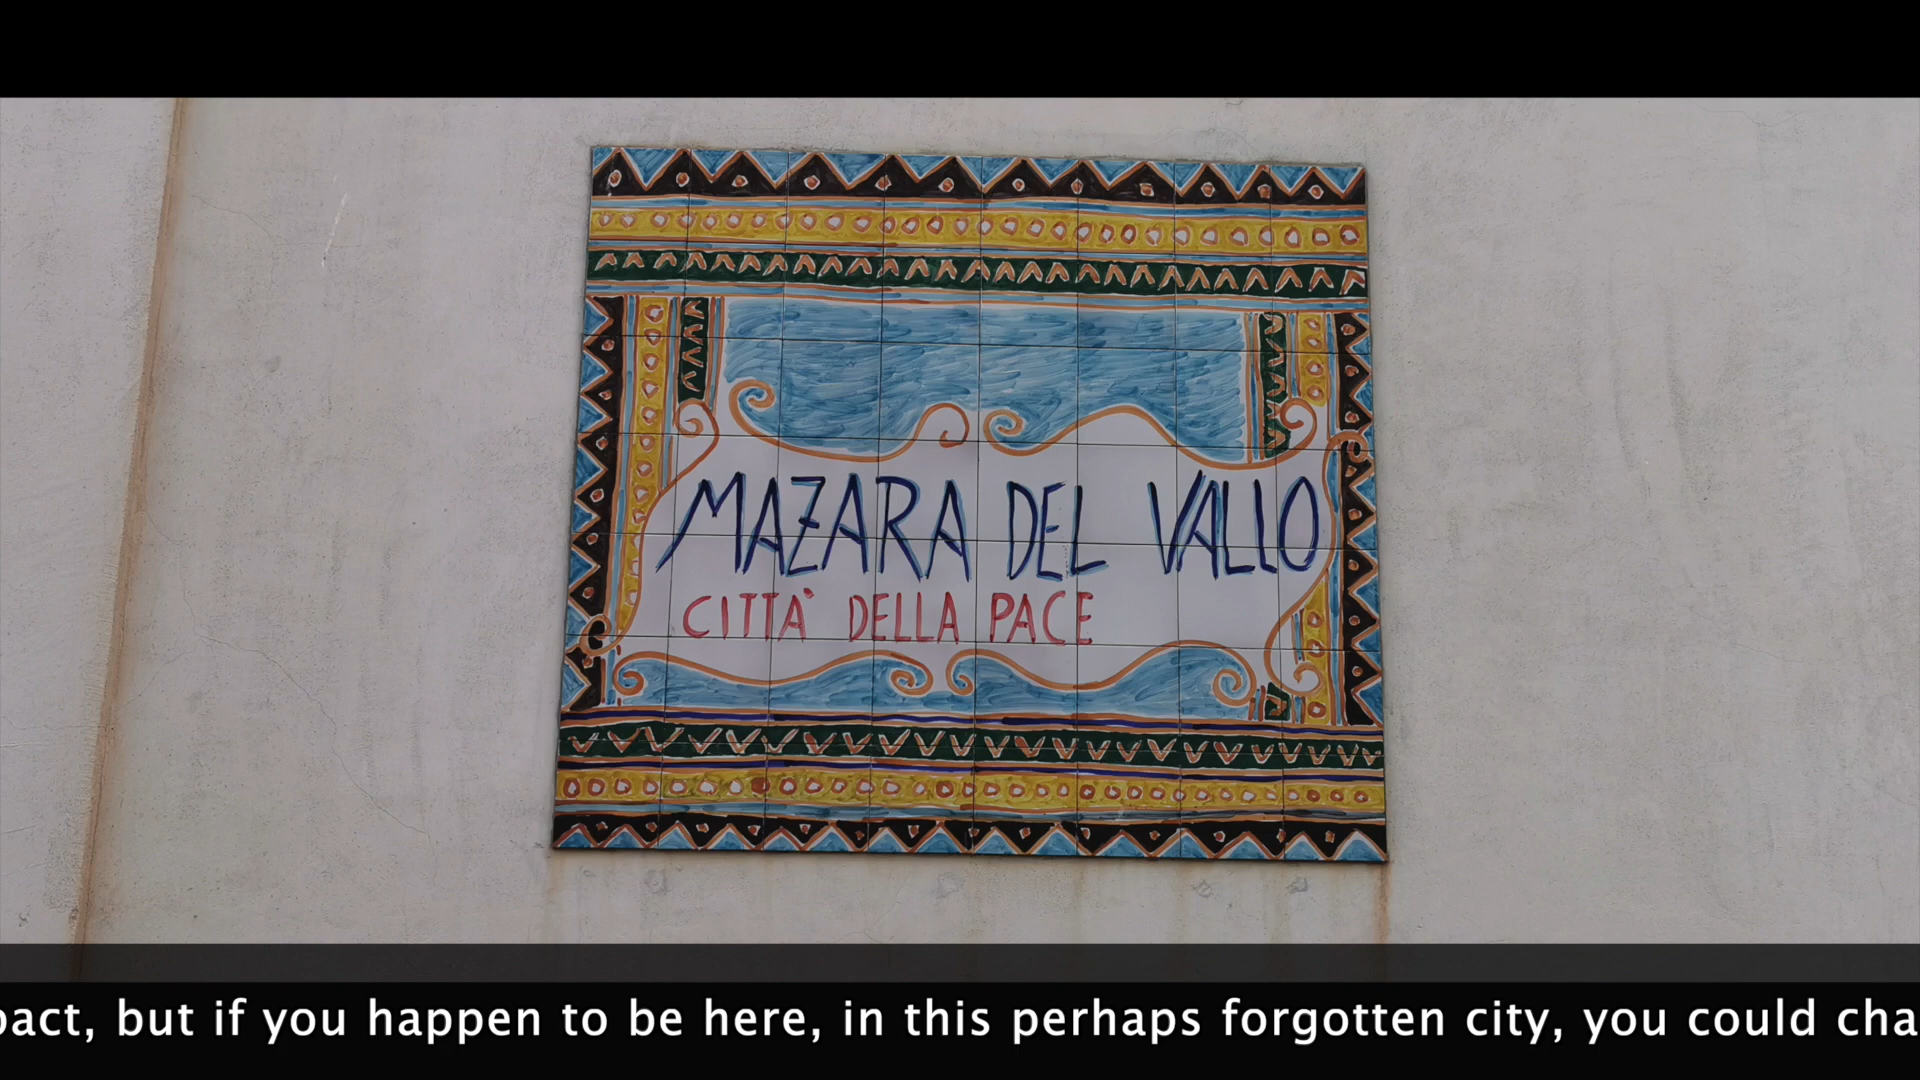 MAZARA DEL VALLO
CITTA' DELLA PACE
but if you happen to be here, in this perhaps forgotten city, you could